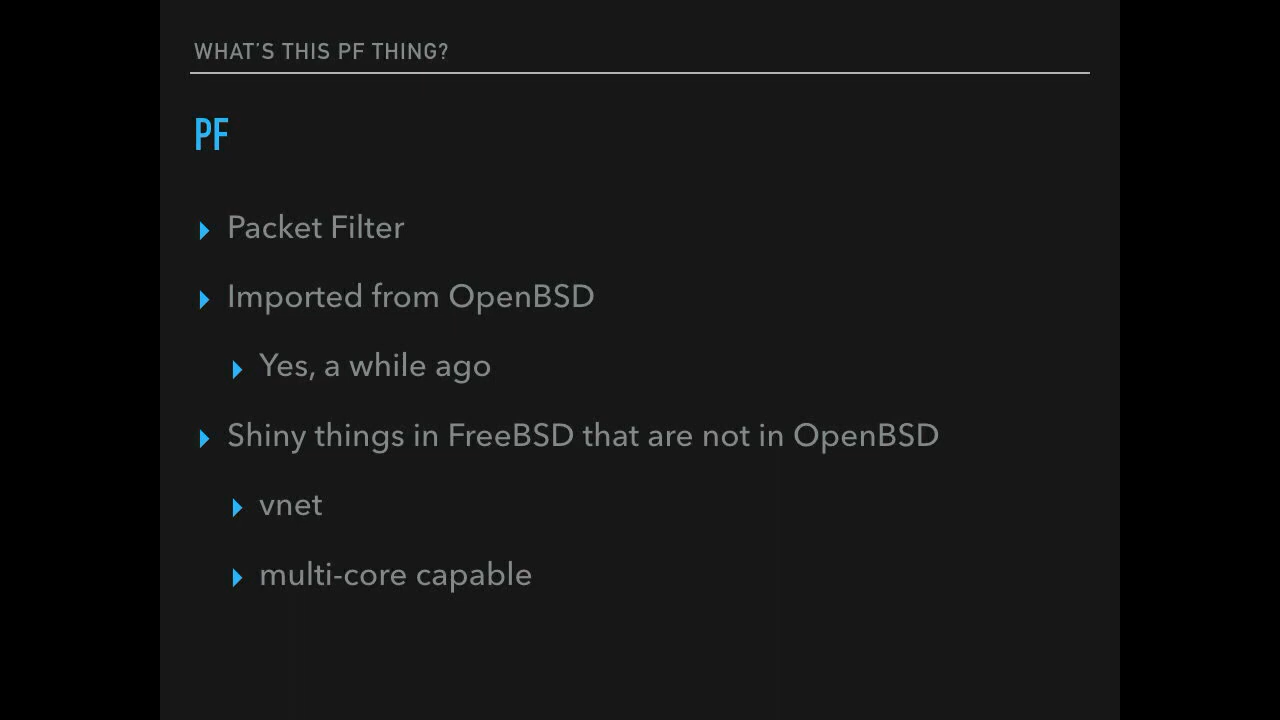 WHAT'S THIS PF THING?
PF
Packet Filter
Imported from OpenBSD
Yes, a while ago
Shiny things in FreeBSD that are not in OpenBSD
vnet
multi-core capable